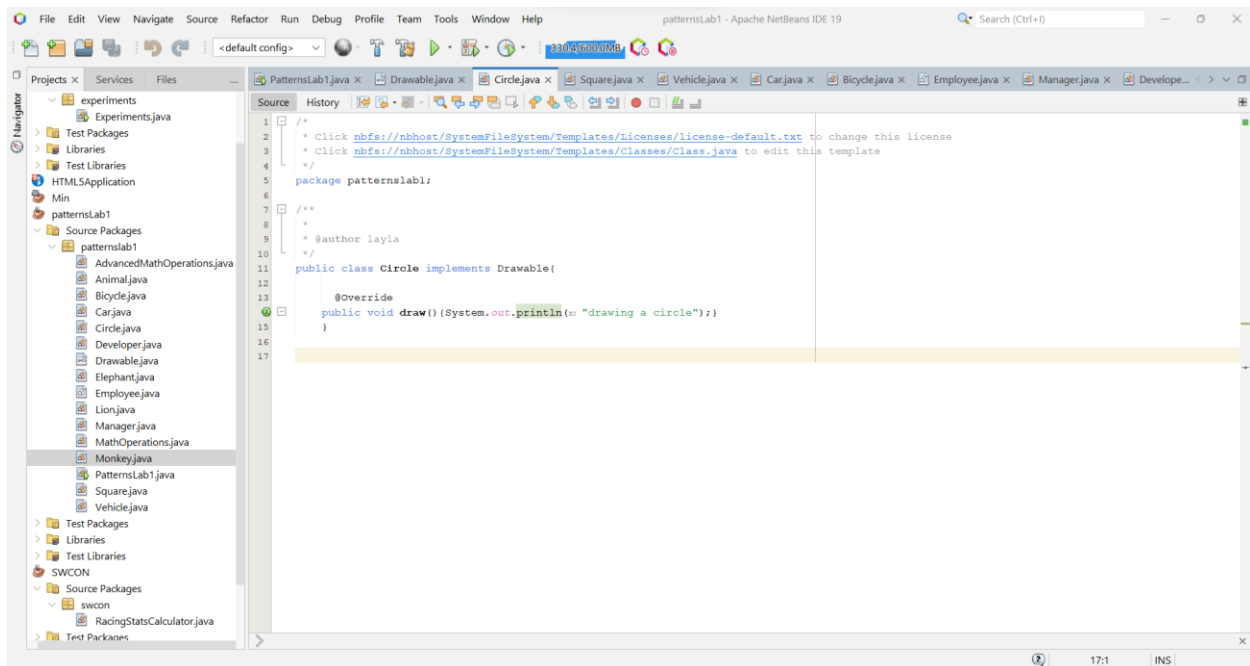 File Edit View Navigate Source Refactor Run Debug Profile Team Tools Window Help patternsLab1 - Apache NetBeans IDE 19 Search (Ctrl+I)
<default config> 330.4/600.0MB
Projects Services Files
PatternsLab1.java Drawable.java Circle.java Square.java Vehicle.java Car.java Bicycle.java Employee.java Manager.java Develope...
Navigator
experiments
Experiments.java
Test Packages
Libraries
Test Libraries
HTML5Application
Min
patternsLab1
Source Packages
patternslab1
AdvancedMathOperations.java
Animal.java
Bicycle.java
Car.java
Circle.java
Developer.java
Drawable.java
Elephant.java
Employee.java
Lion.java
Manager.java
MathOperations.java
Monkey.java
PatternsLab1.java
Square.java
Vehicle.java
Test Packages
Libraries
Test Libraries
SWCON
Source Packages
swcon
RacingStatsCalculator.java
Test Packages
Source History
1 /*
2 * Click nbfs://nbhost/SystemFileSystem/Templates/Licenses/license-default.txt to change this license
3 * Click nbfs://nbhost/SystemFileSystem/Templates/Classes/Class.java to edit this template
4 */
5 package patternslab1;
6
7 /**
8 *
9 * @author layla
10 */
11 public class Circle implements Drawable{
12
13 @Override
public void draw(){System.out.println(x: "drawing a circle");}
15 }
16
17
2 17:1 INS